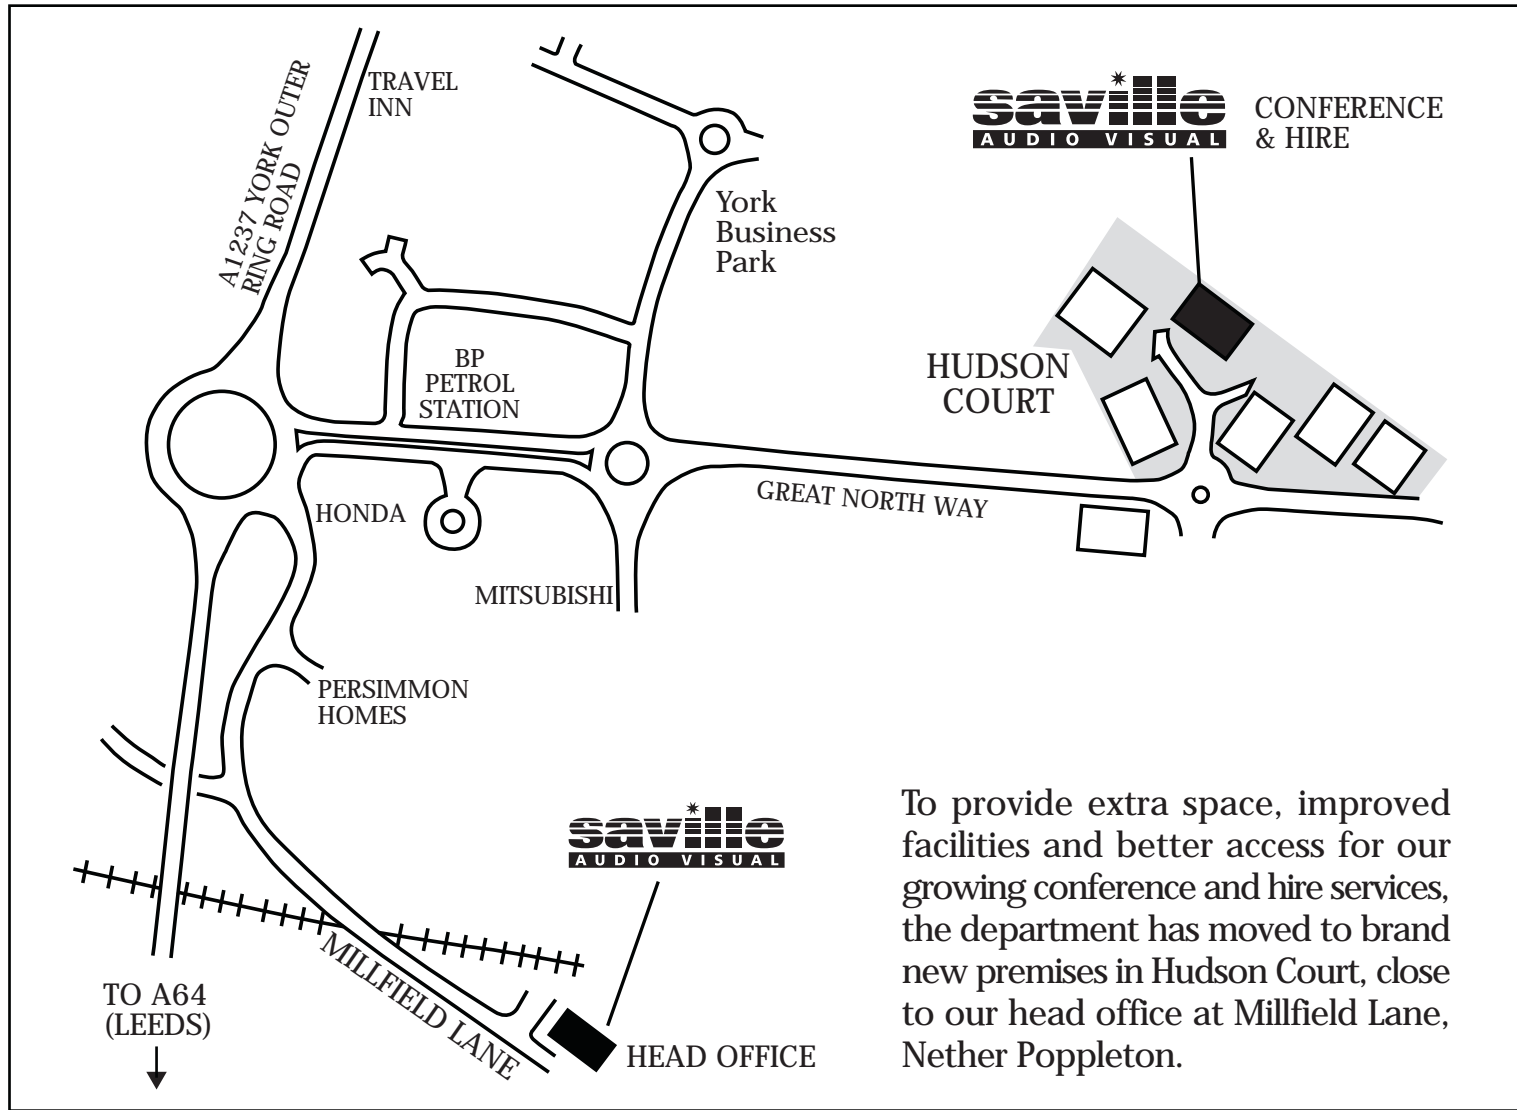 TRAVEL
INN
A1237 YORK OUTER
RING ROAD
saville
AUDIO VISUAL
CONFERENCE
& HIRE
York
Business
Park
BP
PETROL
STATION
HUDSON
COURT
HONDA
GREAT NORTH WAY
MITSUBISHI
PERSIMMON
HOMES
saville
AUDIO VISUAL
MILLFIELD LANE
TO A64
(LEEDS)
HEAD OFFICE
To provide extra space, improved
facilities and better access for our
growing conference and hire services,
the department has moved to brand
new premises in Hudson Court, close
to our head office at Millfield Lane,
Nether Poppleton.